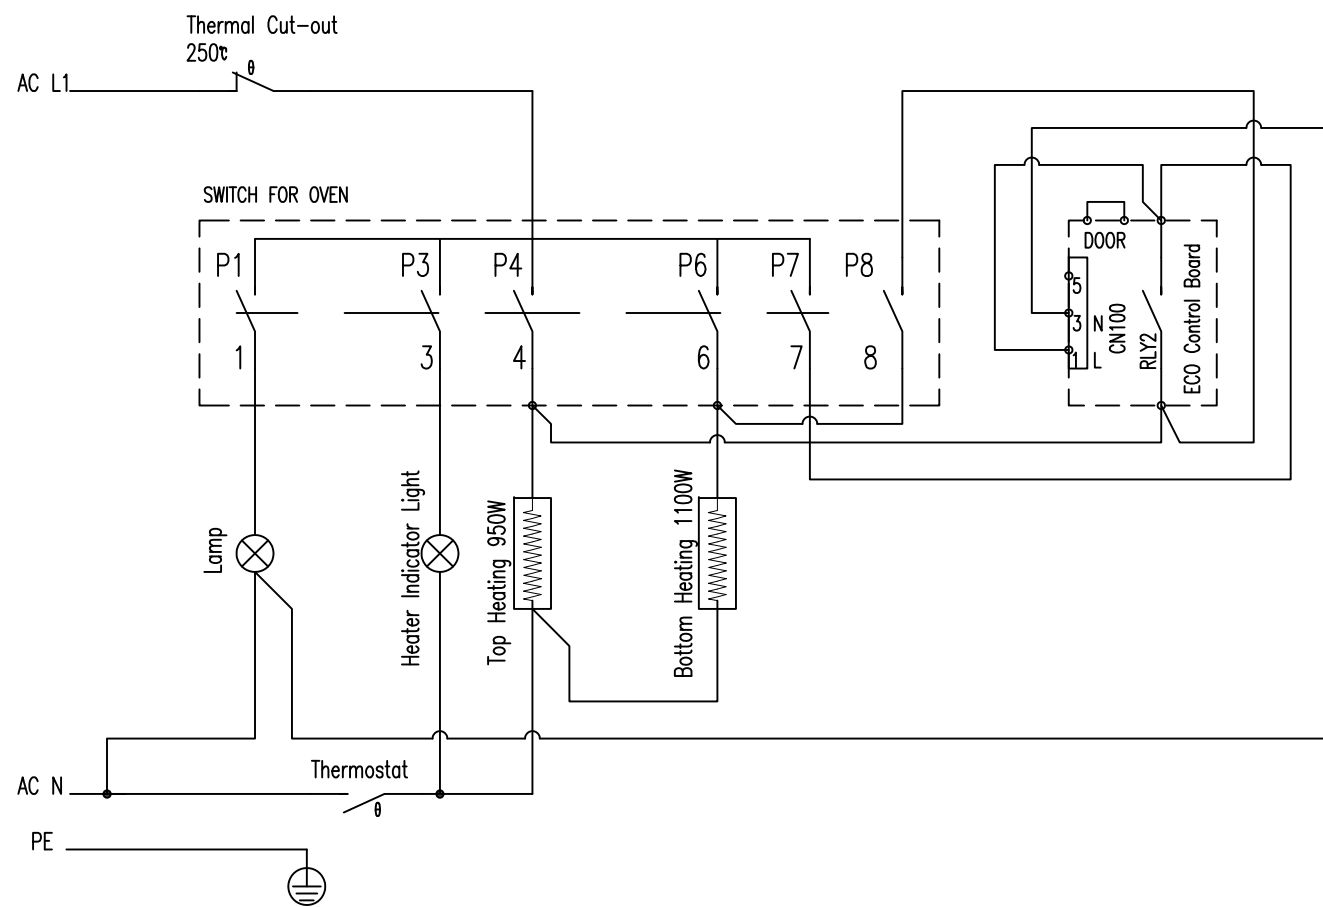 Thermal Cut-out
250℃
θ
AC L1
SWITCH FOR OVEN
P1
P3
P4
P6
P7
P8
1
3
4
6
7
8
DOOR
5
3 N
1 L
CN100
RLY2
ECO Control Board
Lamp
Heater Indicator Light
Top Heating 950W
Bottom Heating 1100W
Thermostat
θ
AC N
PE